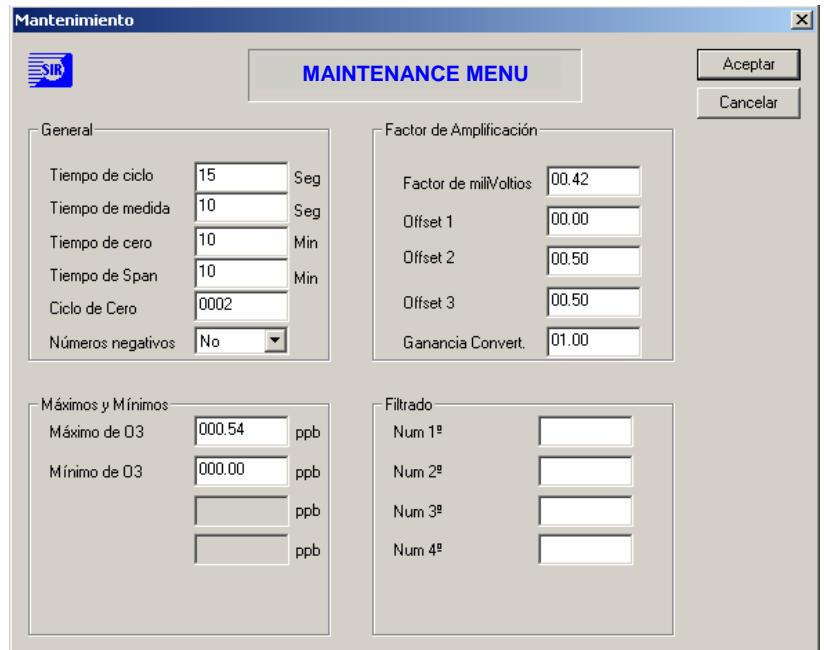 Mantenimiento
SIR
MAINTENANCE MENU
Aceptar
Cancelar
General
Tiempo de ciclo 15 Seg
Tiempo de medida 10 Seg
Tiempo de cero 10 Min
Tiempo de Span 10 Min
Ciclo de Cero 0002
Números negativos No
Factor de Amplificación
Factor de miliVoltios 00.42
Offset 1 00.00
Offset 2 00.50
Offset 3 00.50
Ganancia Convert. 01.00
Máximos y Mínimos
Máximo de O3 000.54 ppb
Mínimo de O3 000.00 ppb
ppb
ppb
Filtrado
Num 1º
Num 2º
Num 3º
Num 4º